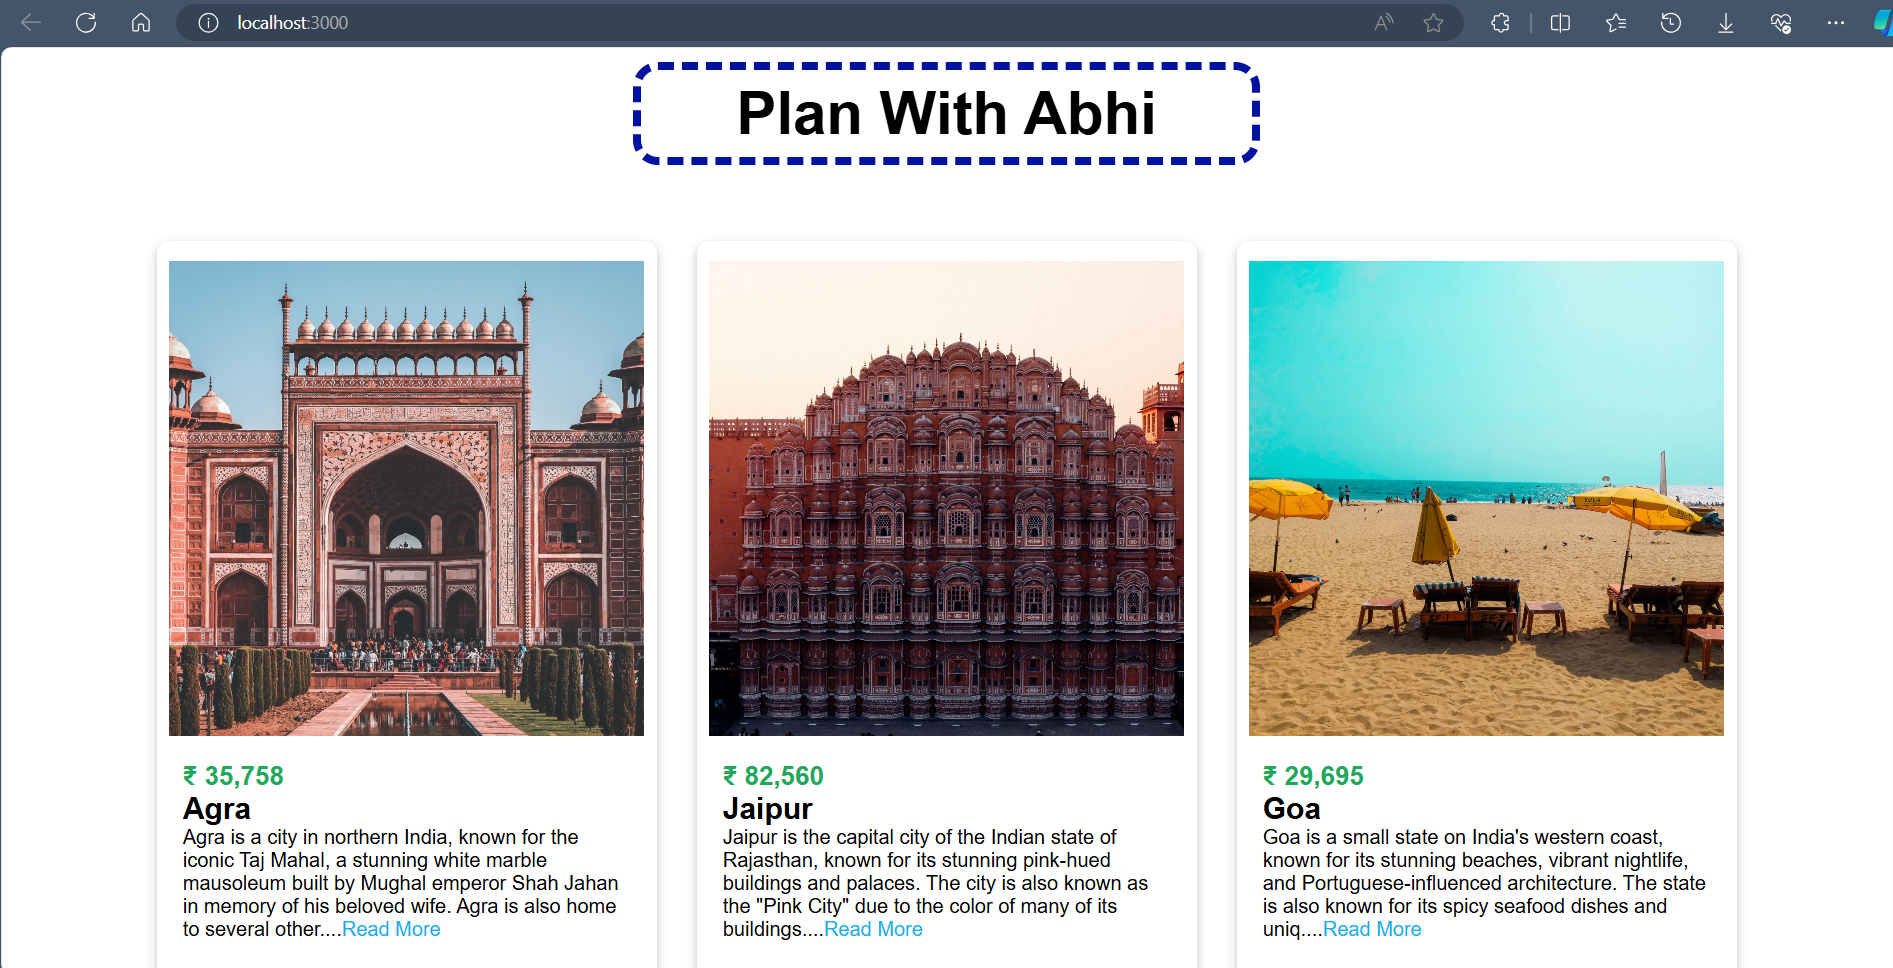 localhost:3000
Plan With Abhi
₹ 35,758
Agra
Agra is a city in northern India, known for the
iconic Taj Mahal, a stunning white marble
mausoleum built by Mughal emperor Shah Jahan
in memory of his beloved wife. Agra is also home
to several other....Read More
₹ 82,560
Jaipur
Jaipur is the capital city of the Indian state of
Rajasthan, known for its stunning pink-hued
buildings and palaces. The city is also known as
the "Pink City" due to the color of many of its
buildings....Read More
₹ 29,695
Goa
Goa is a small state on India's western coast,
known for its stunning beaches, vibrant nightlife,
and Portuguese-influenced architecture. The state
is also known for its spicy seafood dishes and
uniq....Read More